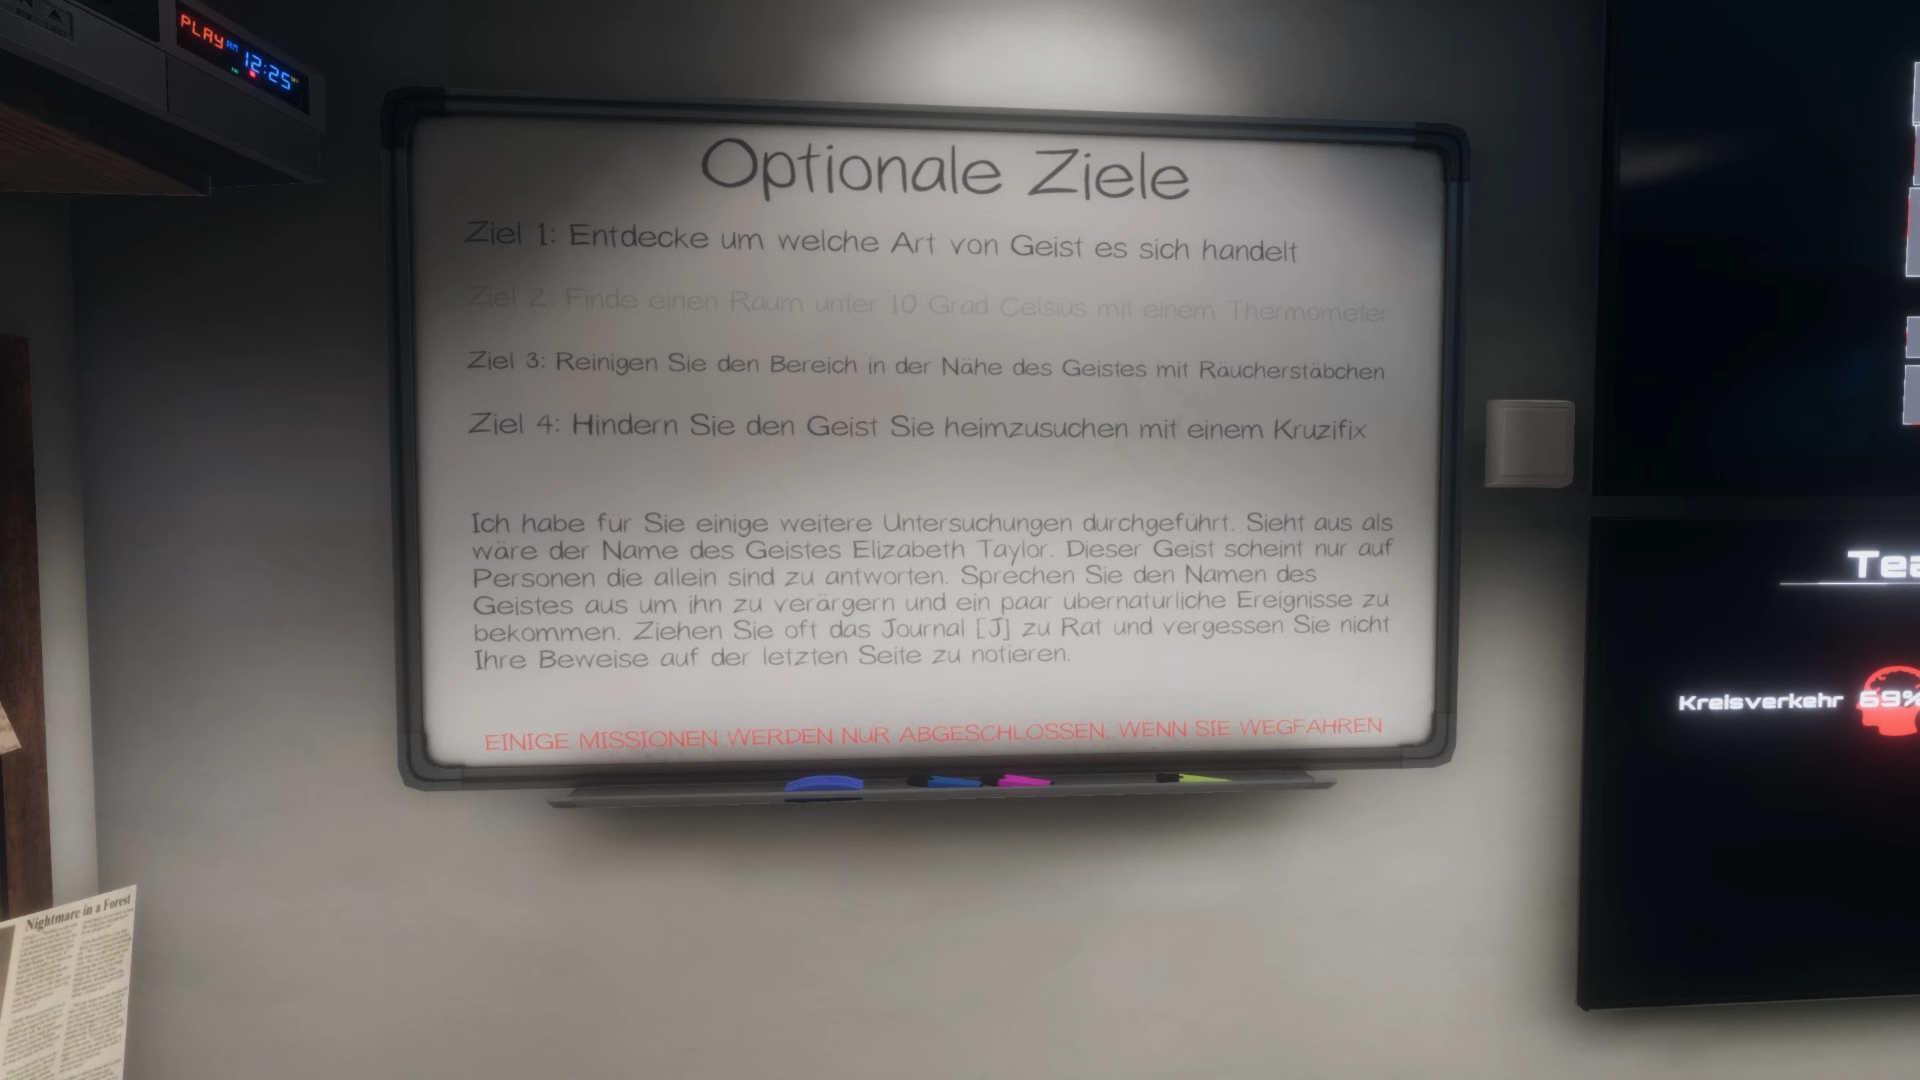 PLAY 12:25
Optionale Ziele
Ziel 1: Entdecke um welche Art von Geist es sich handelt
Ziel 2: Finde einen Raum unter 10 Grad Celsius mit einem Thermometer
Ziel 3: Reinigen Sie den Bereich in der Nähe des Geistes mit Räucherstäbchen
Ziel 4: Hindern Sie den Geist Sie heimzusuchen mit einem Kruzifix
Ich habe für Sie einige weitere Untersuchungen durchgeführt. Sieht aus als
wäre der Name des Geistes Elizabeth Taylor. Dieser Geist scheint nur auf
Personen die allein sind zu antworten. Sprechen Sie den Namen des
Geistes aus um ihn zu verärgern und ein paar übernatürliche Ereignisse zu
bekommen. Ziehen Sie oft das Journal [J] zu Rat und vergessen Sie nicht
Ihre Beweise auf der letzten Seite zu notieren.
EINIGE MISSIONEN WERDEN NUR ABGESCHLOSSEN, WENN SIE WEGFAHREN
Tea
Kreisverkehr 69%
Nightmare in a Forest